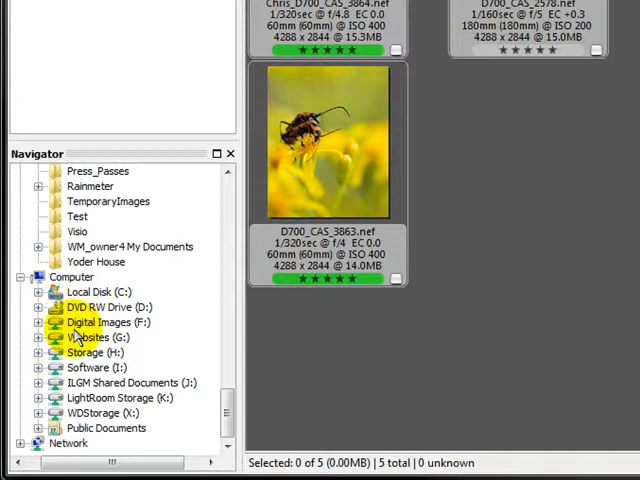 Chris_D700_CAS_3864.nef
1/320sec @ f/4.8 EC 0.0
60mm (60mm) @ ISO 400
4288 x 2844 @ 15.3MB
D700_CAS_2578.nef
1/160sec @ f/5 EC +0.3
180mm (180mm) @ ISO 200
4288 x 2844 @ 15.0MB
D700_CAS_3863.nef
1/320sec @ f/4 EC 0.0
60mm (60mm) @ ISO 400
4288 x 2844 @ 14.0MB
Navigator
Press_Passes
Rainmeter
TemporaryImages
Test
Visio
WM_owner4 My Documents
Yoder House
Computer
Local Disk (C:)
DVD RW Drive (D:)
Digital Images (F:)
Websites (G:)
Storage (H:)
Software (I:)
ILGM Shared Documents (J:)
LightRoom Storage (K:)
WDStorage (X:)
Public Documents
Network
Selected: 0 of 5 (0.00MB) | 5 total | 0 unknown